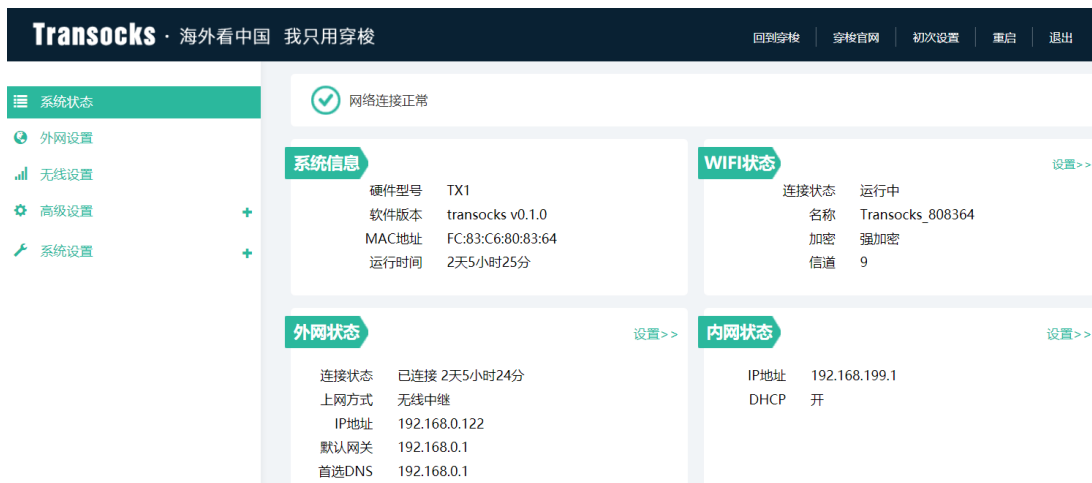 Transocks · 海外看中国 我只用穿梭
回到穿梭 穿梭官网 初次设置 重启 退出
系统状态
外网设置
无线设置
高级设置 +
系统设置 +
网络连接正常
系统信息
硬件型号 TX1
软件版本 transocks v0.1.0
MAC地址 FC:83:C6:80:83:64
运行时间 2天5小时25分
WIFI状态 设置>>
连接状态 运行中
名称 Transocks_808364
加密 强加密
信道 9
外网状态 设置>>
连接状态 已连接 2天5小时24分
上网方式 无线中继
IP地址 192.168.0.122
默认网关 192.168.0.1
首选DNS 192.168.0.1
内网状态 设置>>
IP地址 192.168.199.1
DHCP 开